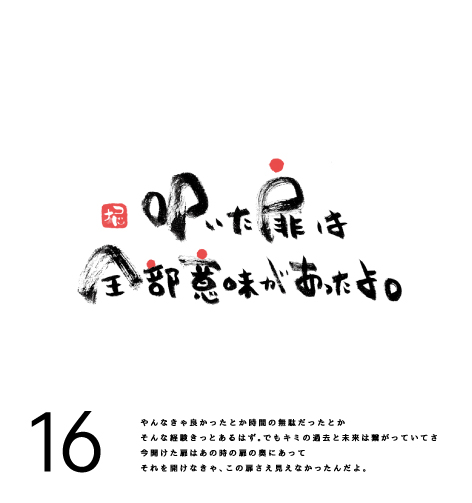 叩いた扉は
全部意味があったよ。
16
やんなきゃ良かったとか時間の無駄だったとか
そんな経験きっとあるはず。でもキミの過去と未来は繋がっていてさ
今開けた扉はあの時の扉の奥にあって
それを開けなきゃ、この扉さえ見えなかったんだよ。